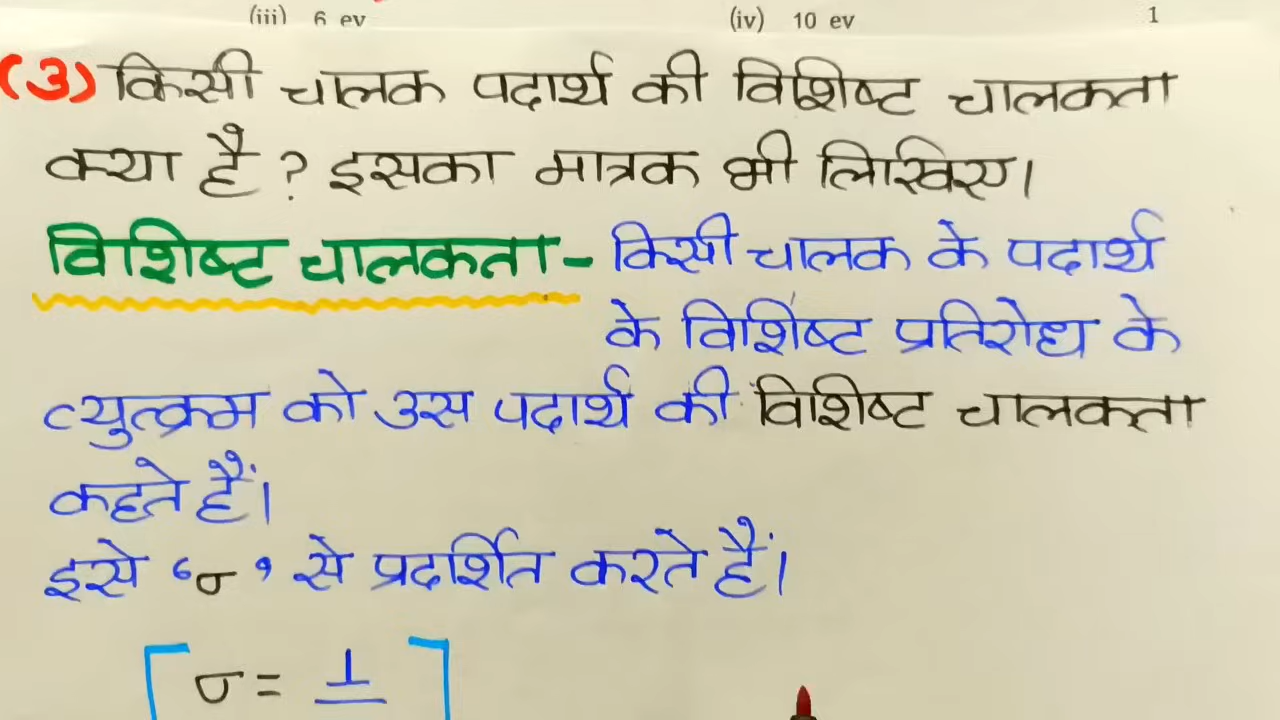 (iii) 6 ev (iv) 10 ev 1
(3) किसी चालक पदार्थ की विशिष्ट चालकता
क्या है ? इसका मात्रक भी लिखिए।
विशिष्ट चालकता - किसी चालक के पदार्थ
के विशिष्ट प्रतिरोध के
व्युत्क्रम को उस पदार्थ की विशिष्ट चालकता
कहते हैं।
इसे ‘σ’ से प्रदर्शित करते हैं।
[ σ = 1 ]